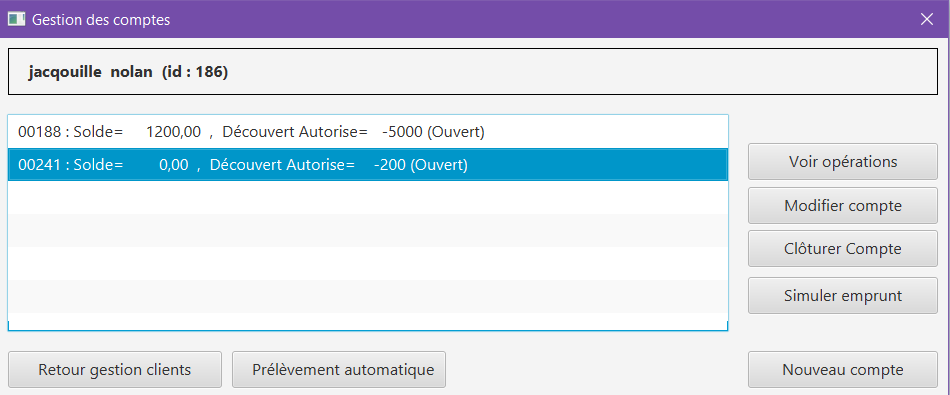 Gestion des comptes
jacqouille nolan (id : 186)
00188 : Solde= 1200,00 , Découvert Autorise= -5000 (Ouvert)
00241 : Solde= 0,00 , Découvert Autorise= -200 (Ouvert)
Voir opérations
Modifier compte
Clôturer Compte
Simuler emprunt
Retour gestion clients
Prélèvement automatique
Nouveau compte